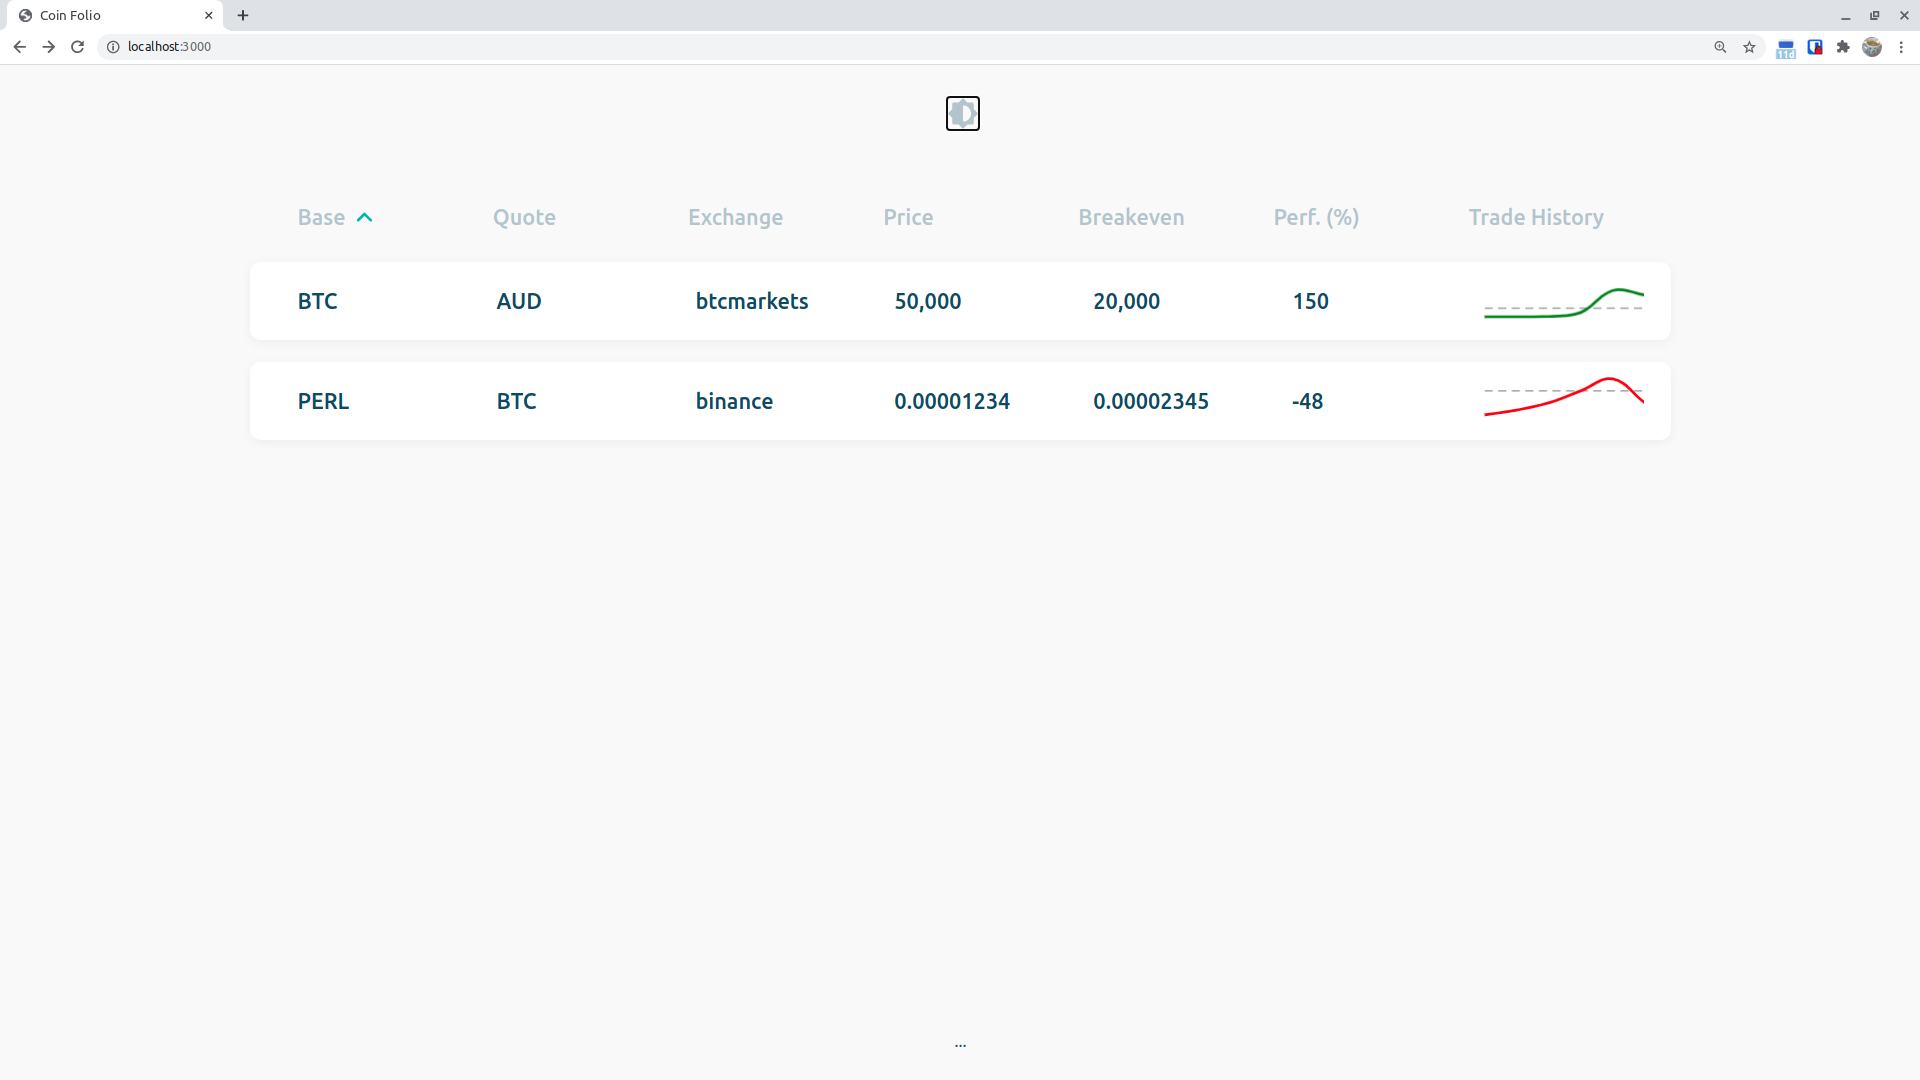 Coin Folio
localhost:3000
11d
Base Quote Exchange Price Breakeven Perf. (%) Trade History
BTC AUD btcmarkets 50,000 20,000 150
PERL BTC binance 0.00001234 0.00002345 -48
...